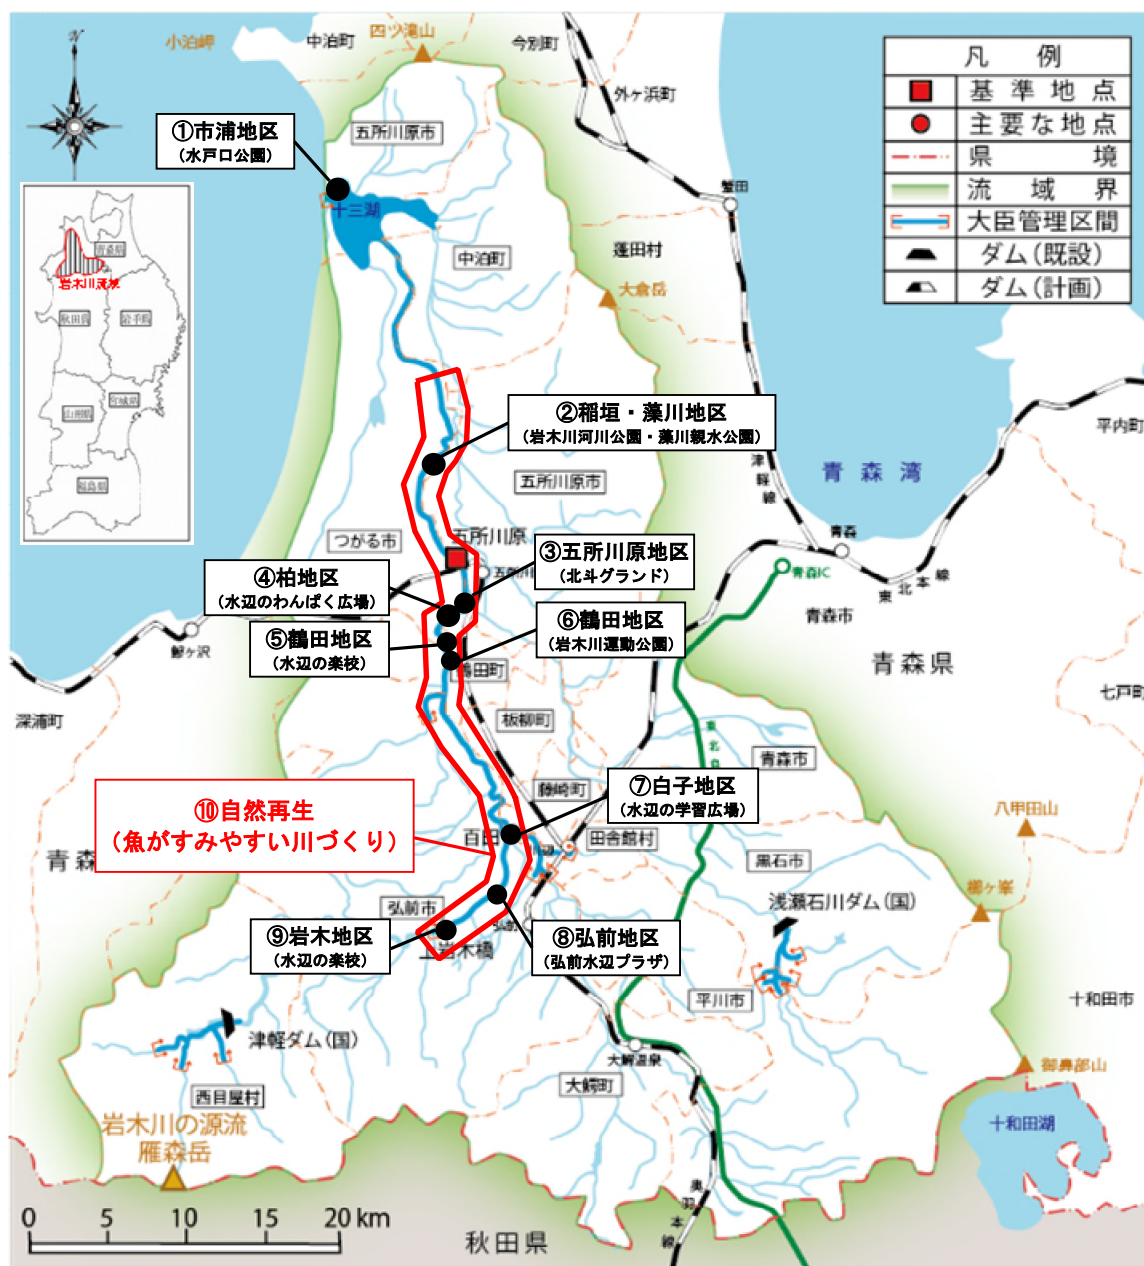 N
小泊岬
中泊町
四ツ滝山
今別町
外ヶ浜町
凡例
基準地点
主要な地点
県境
流域界
大臣管理区間
ダム（既設）
ダム（計画）
①市浦地区
（水戸口公園）
五所川原市
蟹田
十三湖
中泊町
蓬田村
大倉岳
青森県
岩木川流域
秋田県
岩手県
山形県
宮城県
福島県
②稲垣・藻川地区
（岩木川河川公園・藻川親水公園）
平内町
津軽線
青森湾
五所川原市
つがる市
五所川原
③五所川原地区
（北斗グランド）
青森
青森IC
東北本線
④柏地区
（水辺のわんぱく広場）
青森市
⑤鶴田地区
（水辺の楽校）
⑥鶴田地区
（岩木川運動公園）
鰺ヶ沢
鶴田町
青森県
七戸町
深浦町
板柳町
青森市
藤崎町
⑦白子地区
（水辺の学習広場）
⑩自然再生
（魚がすみやすい川づくり）
八甲田山
百田
田舎館村
黒石市
櫛ヶ峯
浅瀬石川ダム（国）
弘前市
⑨岩木地区
（水辺の楽校）
上岩木橋
⑧弘前地区
（弘前水辺プラザ）
平川市
十和田市
津軽ダム（国）
大鰐温泉
御鼻部山
大鰐町
西目屋村
岩木川の源流
雁森岳
十和田湖
奥羽本線
0 5 10 15 20 km
秋田県